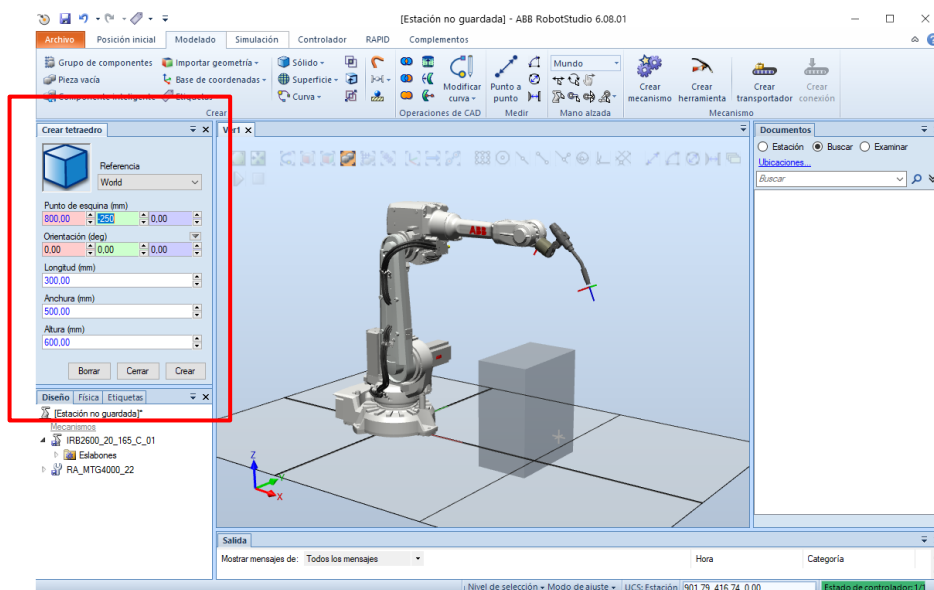 [Estación no guardada] - ABB RobotStudio 6.08.01
Archivo Posición inicial Modelado Simulación Controlador RAPID Complementos
Grupo de componentes Importar geometría Sólido Mundo
Pieza vacía Base de coordenadas Superficie
Componente inteligente Etiquetas Curva
Modificar curva Punto a punto
Crear mecanismo Crear herramienta Crear transportador Crear conexión
Crear Operaciones de CAD Medir Mano alzada Mecanismo
Crear tetraedro
Referencia
World
Punto de esquina (mm)
800,00 -250 0,00
Orientación (deg)
0,00 0,00 0,00
Longitud (mm)
300,00
Anchura (mm)
500,00
Altura (mm)
600,00
Borrar Cerrar Crear
Diseño Física Etiquetas
[Estación no guardada]*
Mecanismos
IRB2600_20_165_C_01
Eslabones
RA_MTG4000_22
Ver1
ABB
Z
Y
X
Documentos
Estación Buscar Examinar
Ubicaciones...
Buscar
Salida
Mostrar mensajes de: Todos los mensajes Hora Categoría
Nivel de selección Modo de ajuste UCS: Estación 901.79, 416.74, 0.00 Estado de controlador: 1/1